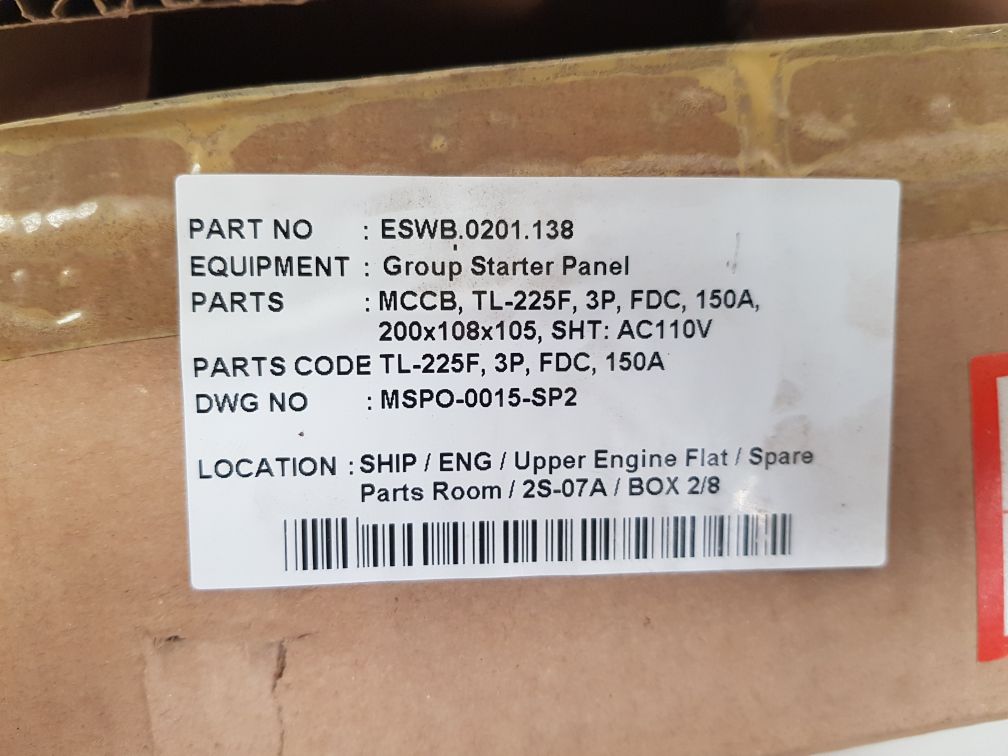 PART NO : ESWB.0201.138
EQUIPMENT : Group Starter Panel
PARTS : MCCB, TL-225F, 3P, FDC, 150A,
200x108x105, SHT: AC110V
PARTS CODE TL-225F, 3P, FDC, 150A
DWG NO : MSPO-0015-SP2
LOCATION : SHIP / ENG / Upper Engine Flat / Spare
Parts Room / 2S-07A / BOX 2/8